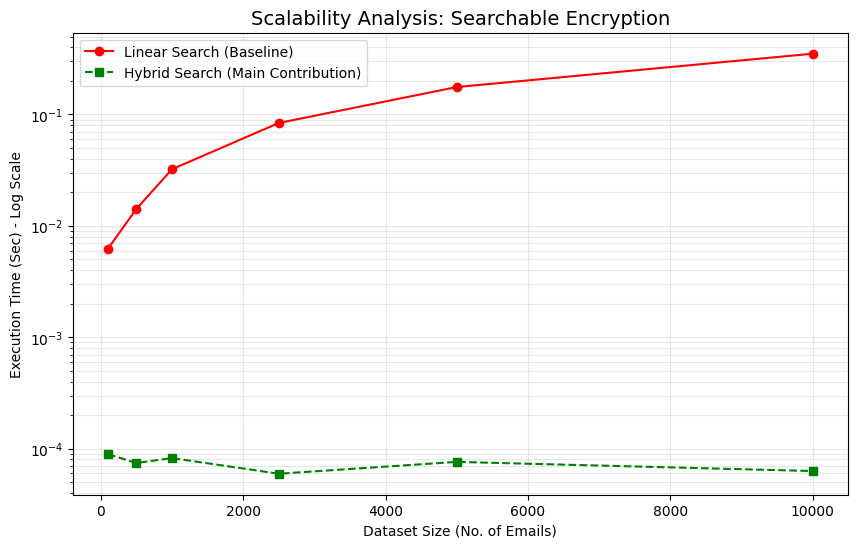 Scalability Analysis: Searchable Encryption
Linear Search (Baseline)
Hybrid Search (Main Contribution)
Execution Time (Sec) - Log Scale
10⁻¹
10⁻²
10⁻³
10⁻⁴
0 2000 4000 6000 8000 10000
Dataset Size (No. of Emails)